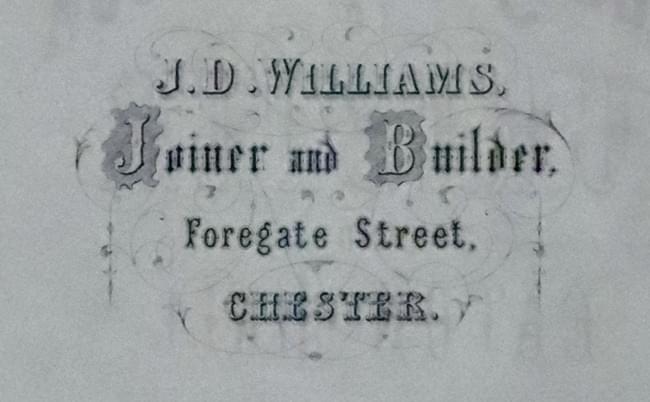 J.D. WILLIAMS,
Joiner and Builder,
Foregate Street,
CHESTER.